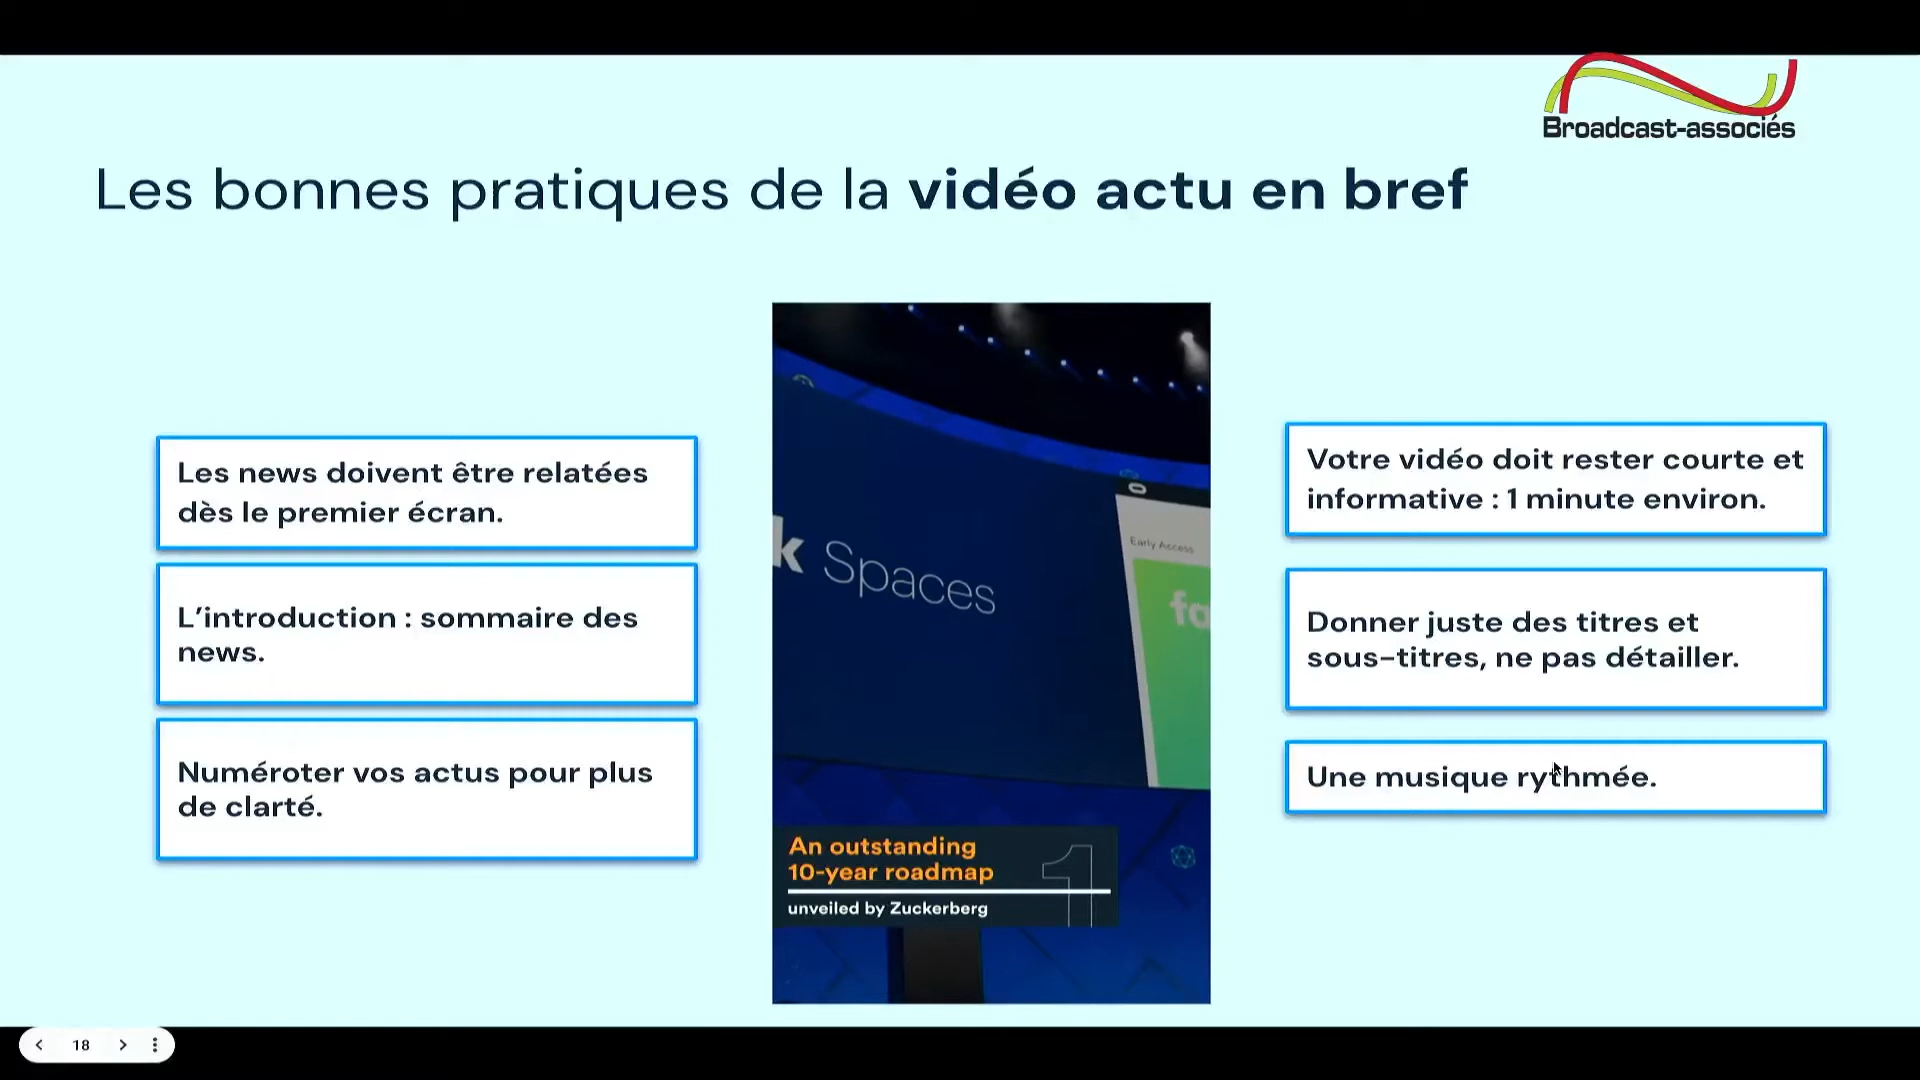 Broadcast-associés
Les bonnes pratiques de la vidéo actu en bref
Les news doivent être relatées
dès le premier écran.
L’introduction : sommaire des
news.
Numéroter vos actus pour plus
de clarté.
k Spaces
Early Access
fa
An outstanding
10-year roadmap
unveiled by Zuckerberg
1
Votre vidéo doit rester courte et
informative : 1 minute environ.
Donner juste des titres et
sous-titres, ne pas détailler.
Une musique rythmée.
18